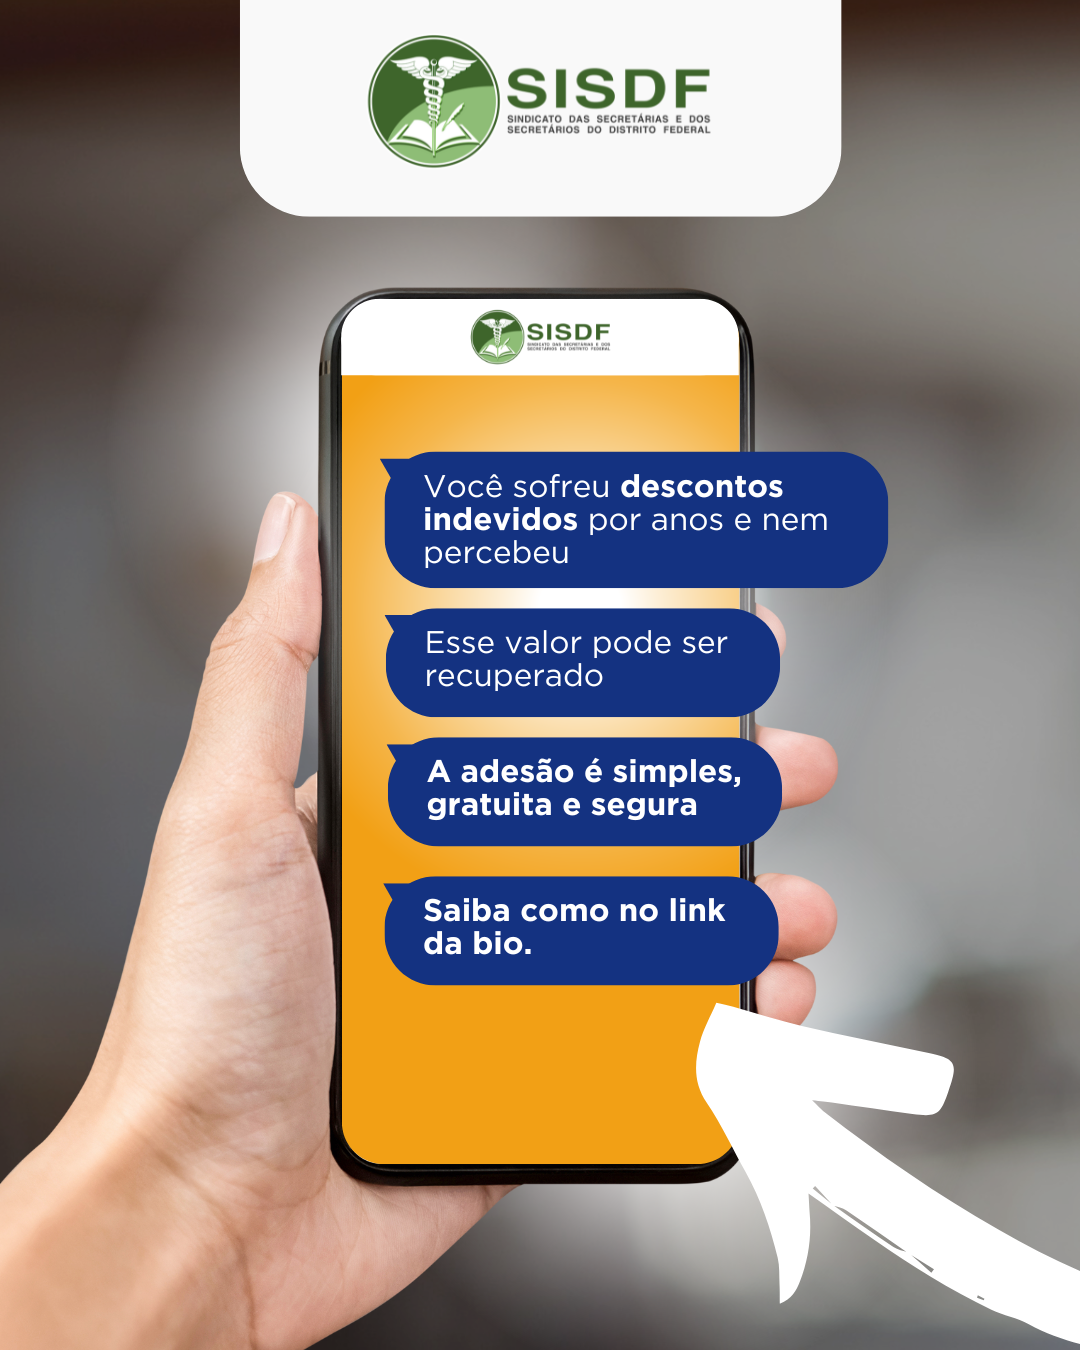 SISDF
SINDICATO DAS SECRETÁRIAS E DOS
SECRETÁRIOS DO DISTRITO FEDERAL
SISDF
SINDICATO DAS SECRETÁRIAS E DOS
SECRETÁRIOS DO DISTRITO FEDERAL
Você sofreu descontos
indevidos por anos e nem
percebeu
Esse valor pode ser
recuperado
A adesão é simples,
gratuita e segura
Saiba como no link
da bio.